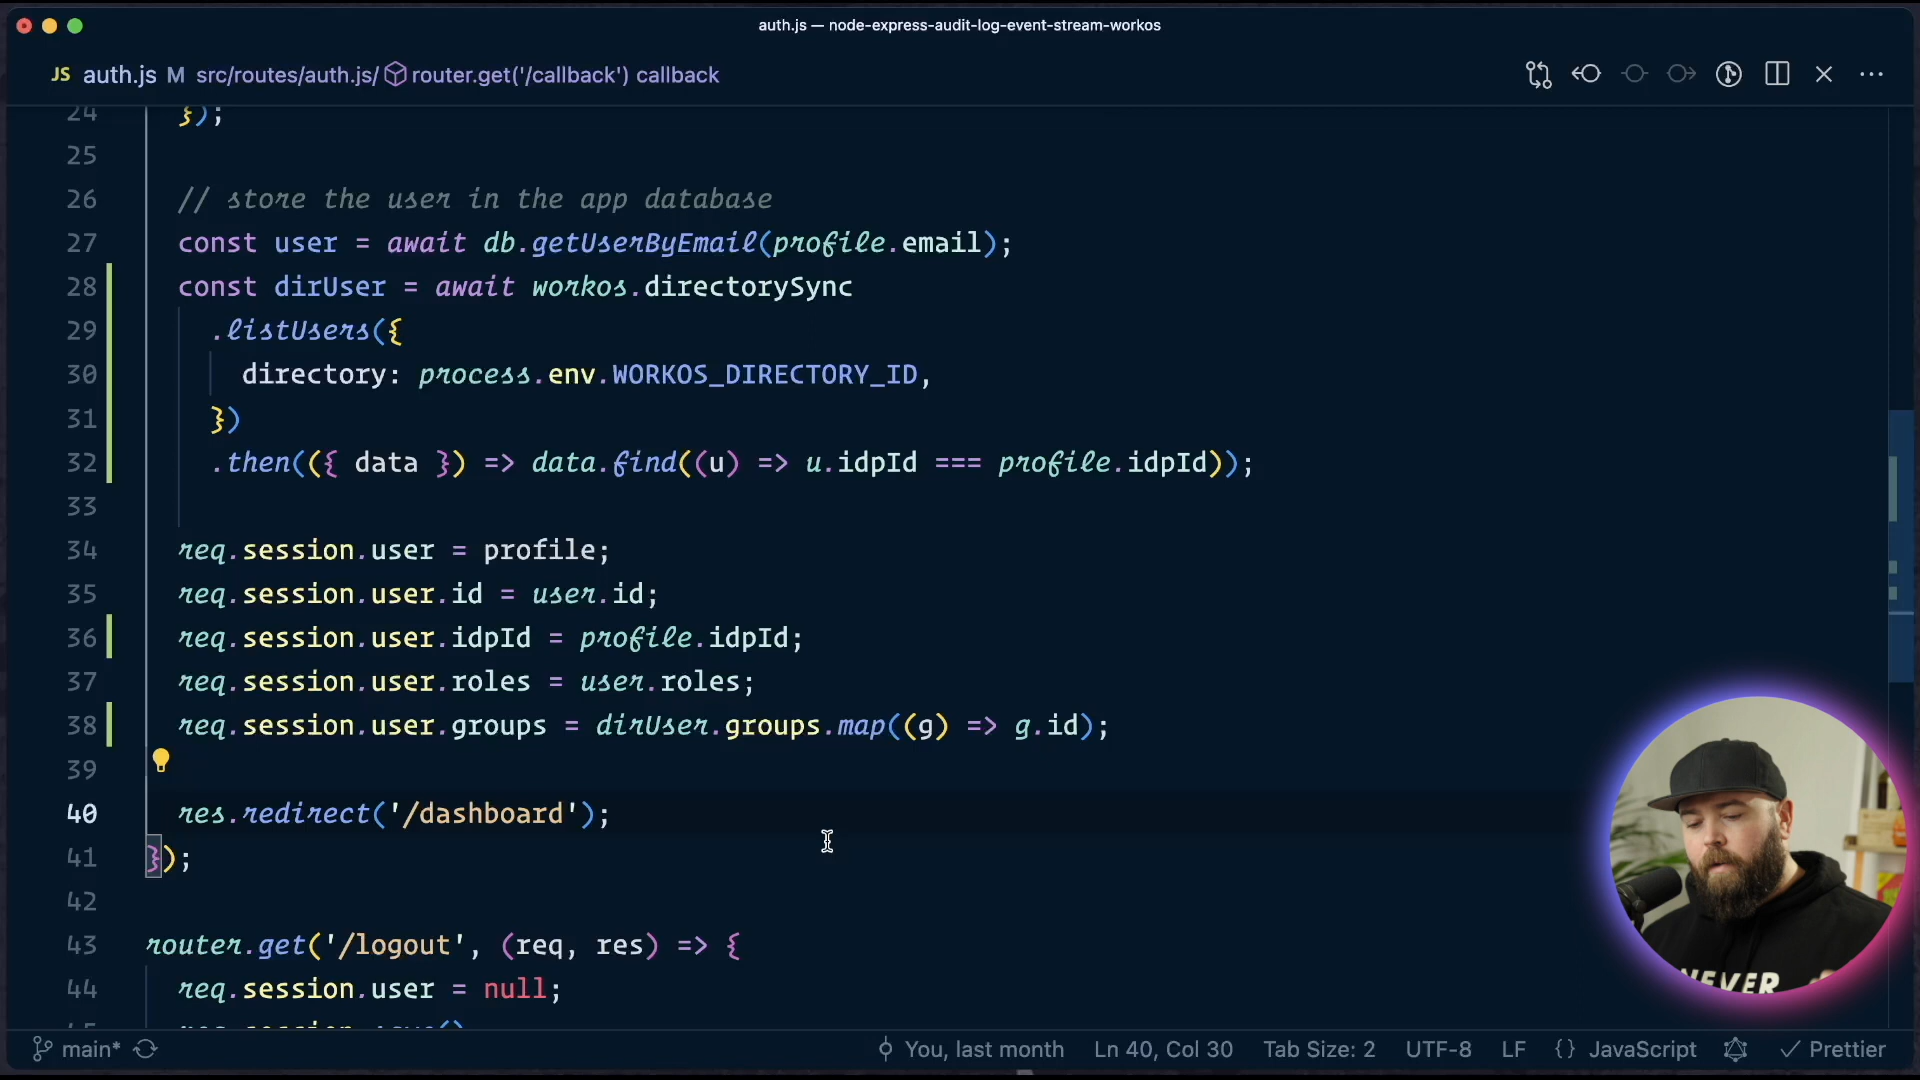 auth.js — node-express-audit-log-event-stream-workos
JS auth.js M src/routes/auth.js/ router.get('/callback') callback
24 });
25
26 // store the user in the app database
27 const user = await db.getUserByEmail(profile.email);
28 const dirUser = await workos.directorySync
29 .listUsers({
30 directory: process.env.WORKOS_DIRECTORY_ID,
31 })
32 .then(({ data }) => data.find((u) => u.idpId === profile.idpId));
33
34 req.session.user = profile;
35 req.session.user.id = user.id;
36 req.session.user.idpId = profile.idpId;
37 req.session.user.roles = user.roles;
38 req.session.user.groups = dirUser.groups.map((g) => g.id);
39
40 res.redirect('/dashboard');
41 });
42
43 router.get('/logout', (req, res) => {
44 req.session.user = null;
NEVER
main* You, last month Ln 40, Col 30 Tab Size: 2 UTF-8 LF {} JavaScript Prettier